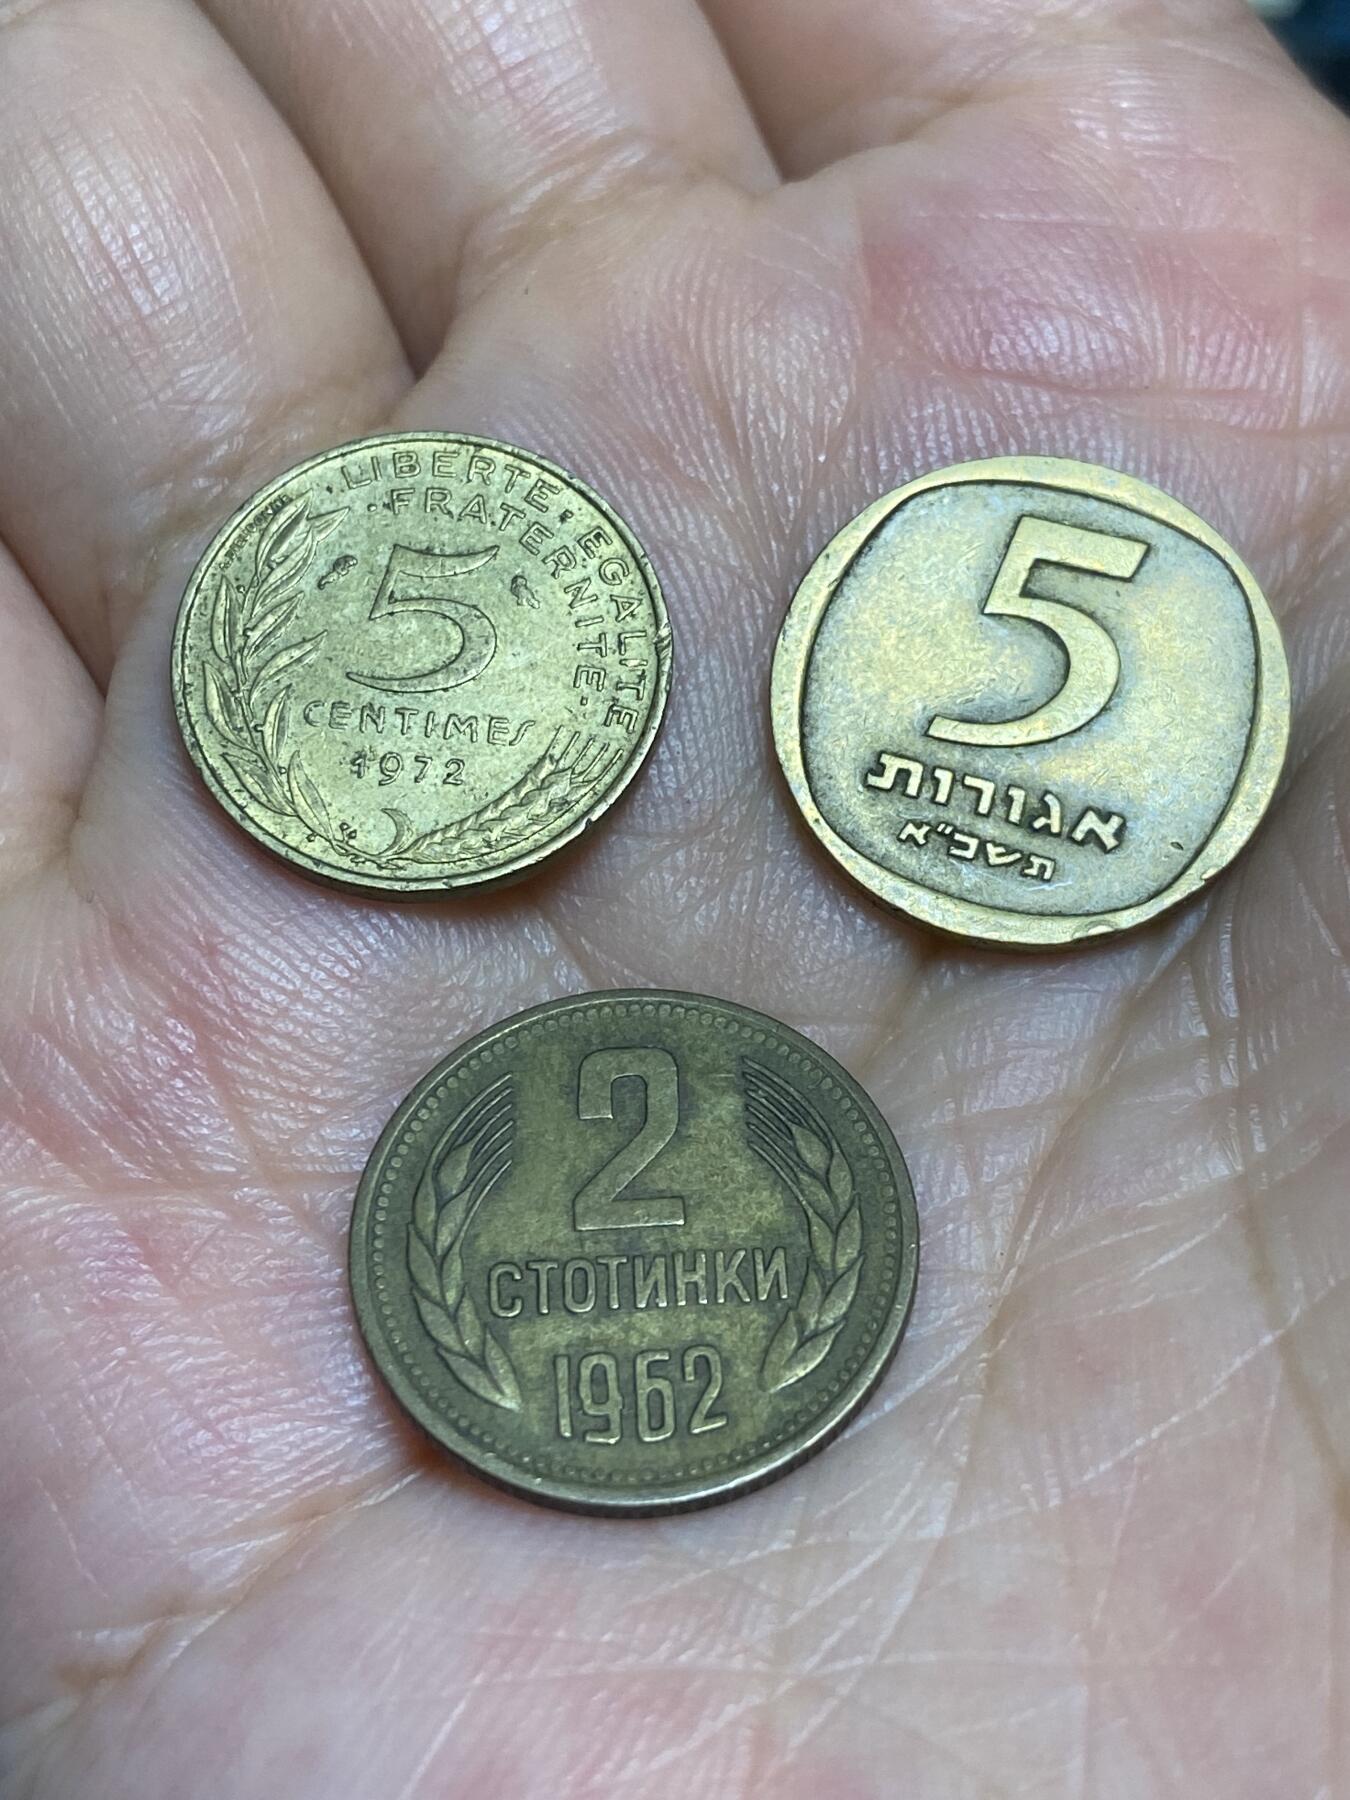 LIBERTE · EGALITE
· FRATERNITE ·
5
CENTIMES
1972
5
אגורות
תשכ"א
2
СТОТИНКИ
1962